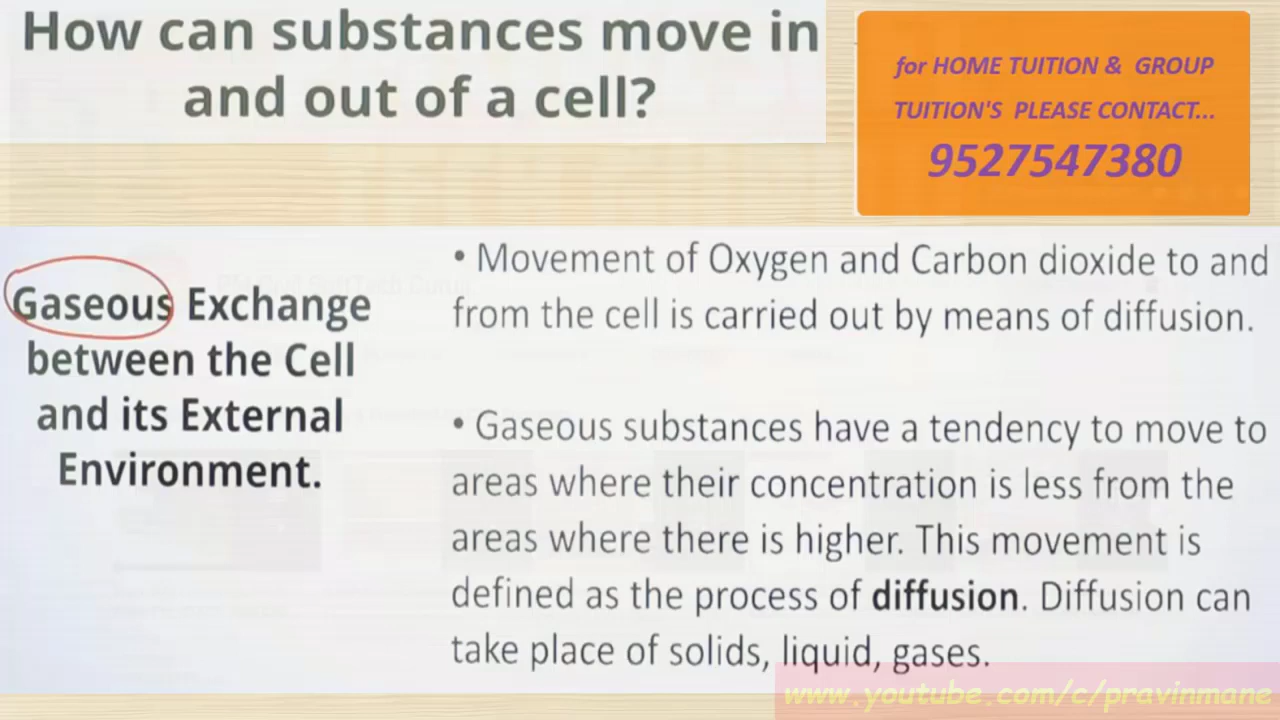 How can substances move in
and out of a cell?
for HOME TUITION & GROUP
TUITION'S PLEASE CONTACT...
9527547380
Gaseous Exchange
between the Cell
and its External
Environment.
• Movement of Oxygen and Carbon dioxide to and
from the cell is carried out by means of diffusion.
• Gaseous substances have a tendency to move to
areas where their concentration is less from the
areas where there is higher. This movement is
defined as the process of diffusion. Diffusion can
take place of solids, liquid, gases.
www.youtube.com/c/pravinmane